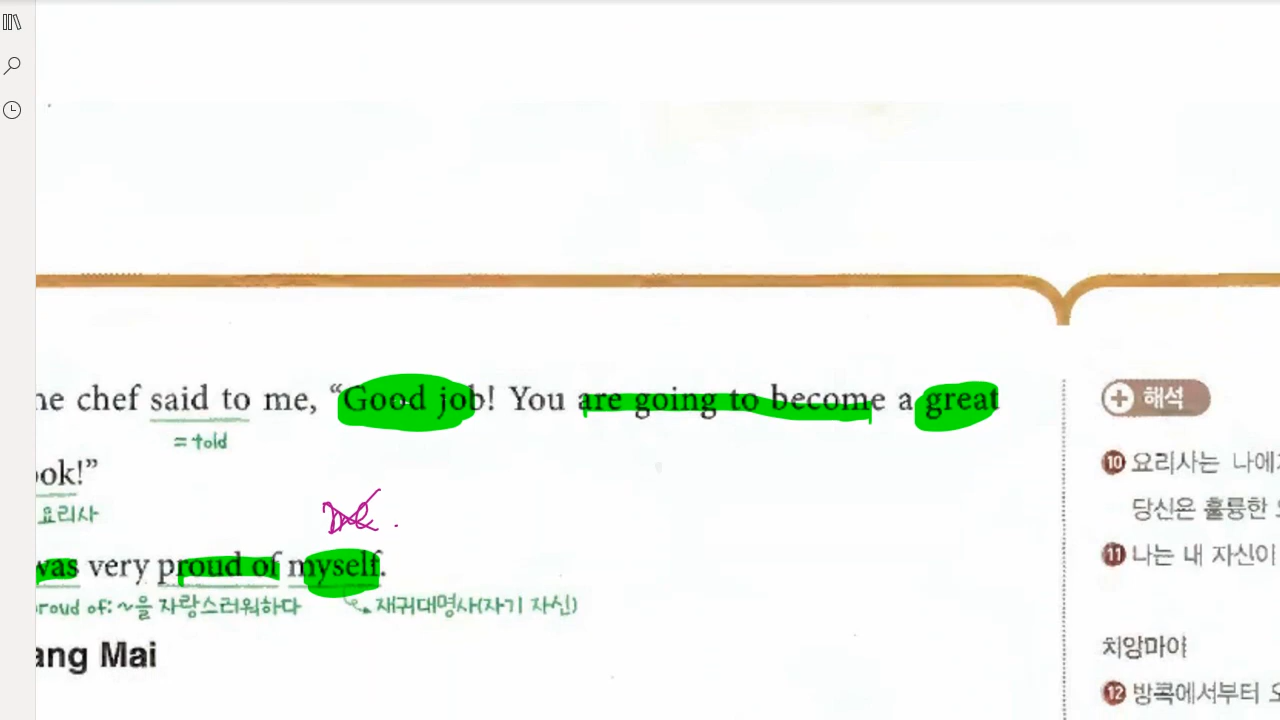 chef said to me, “Good job! You are going to become a great
= told
ook!”
요리사
me.
was very proud of myself.
roud of: ~을 자랑스러워하다
재귀대명사(자기 자신)
ang Mai
해석
10 요리사는 나에게
당신은 훌륭한
11 나는 내 자신이
치앙마이
12 방콕에서부터